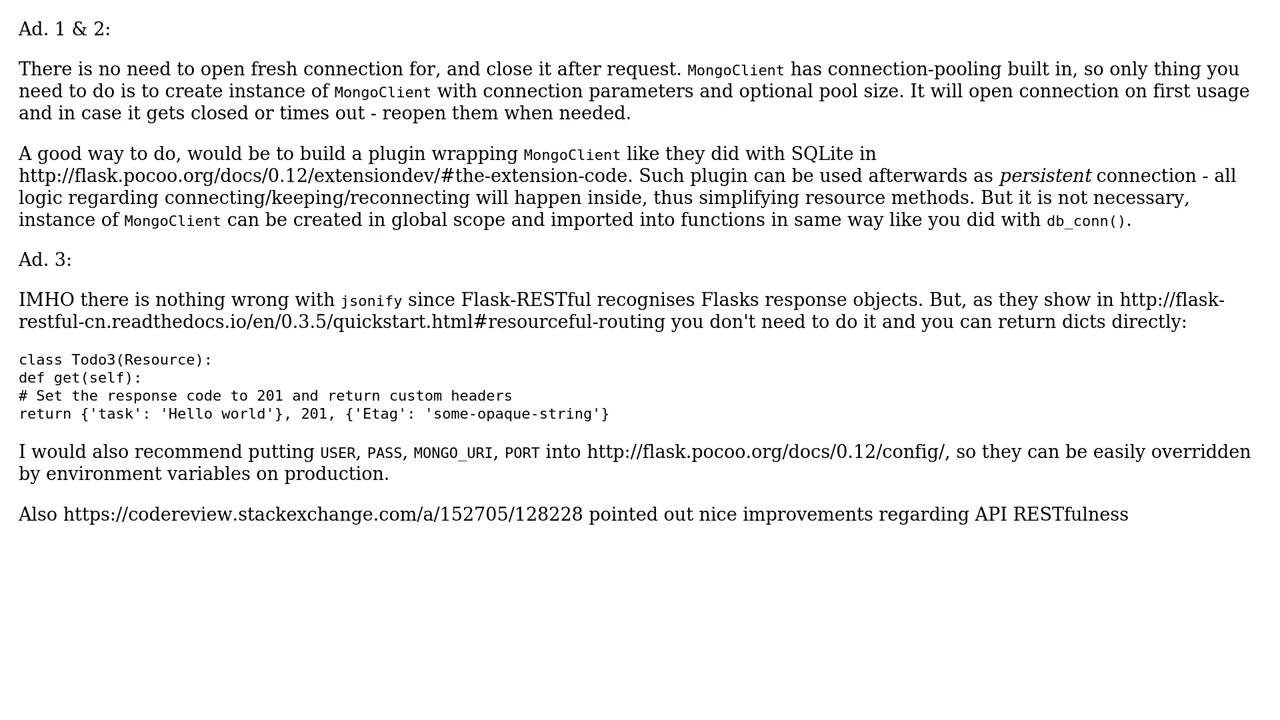 Ad. 1 & 2:
There is no need to open fresh connection for, and close it after request. MongoClient has connection-pooling built in, so only thing you
need to do is to create instance of MongoClient with connection parameters and optional pool size. It will open connection on first usage
and in case it gets closed or times out - reopen them when needed.
A good way to do, would be to build a plugin wrapping MongoClient like they did with SQLite in
http://flask.pocoo.org/docs/0.12/extensiondev/#the-extension-code. Such plugin can be used afterwards as persistent connection - all
logic regarding connecting/keeping/reconnecting will happen inside, thus simplifying resource methods. But it is not necessary,
instance of MongoClient can be created in global scope and imported into functions in same way like you did with db_conn().
Ad. 3:
IMHO there is nothing wrong with jsonify since Flask-RESTful recognises Flasks response objects. But, as they show in http://flask-
restful-cn.readthedocs.io/en/0.3.5/quickstart.html#resourceful-routing you don't need to do it and you can return dicts directly:
class Todo3(Resource):
def get(self):
# Set the response code to 201 and return custom headers
return {'task': 'Hello world'}, 201, {'Etag': 'some-opaque-string'}
I would also recommend putting USER, PASS, MONGO_URI, PORT into http://flask.pocoo.org/docs/0.12/config/, so they can be easily overridden
by environment variables on production.
Also https://codereview.stackexchange.com/a/152705/128228 pointed out nice improvements regarding API RESTfulness